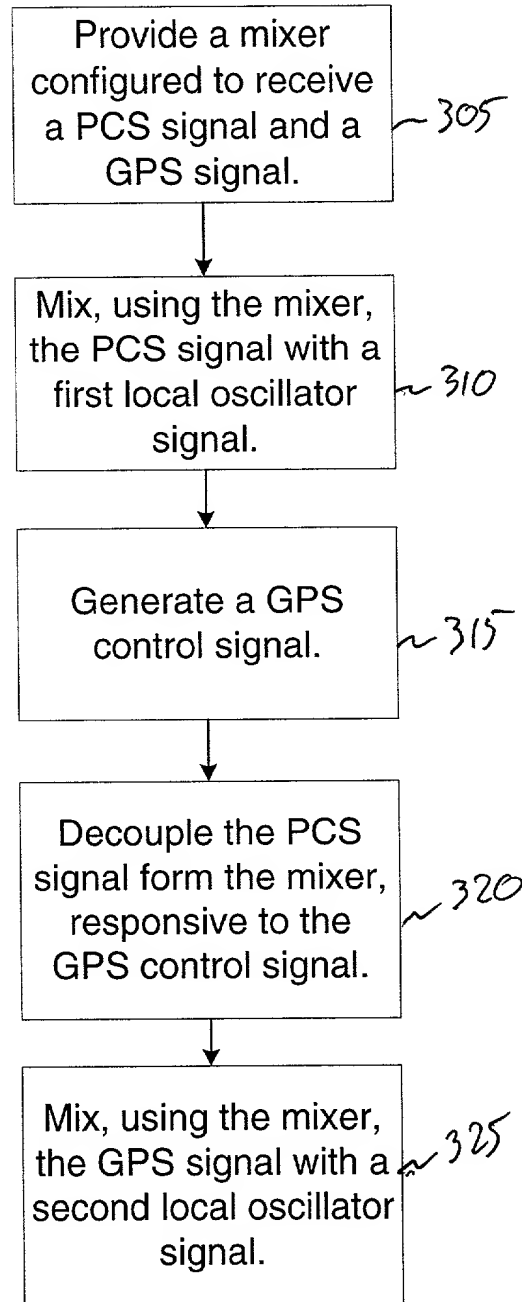 Provide a mixer
configured to receive
a PCS signal and a
GPS signal.
305
Mix, using the mixer,
the PCS signal with a
first local oscillator
signal.
310
Generate a GPS
control signal.
315
Decouple the PCS
signal form the mixer,
responsive to the
GPS control signal.
320
Mix, using the mixer,
the GPS signal with a
second local oscillator
signal.
325